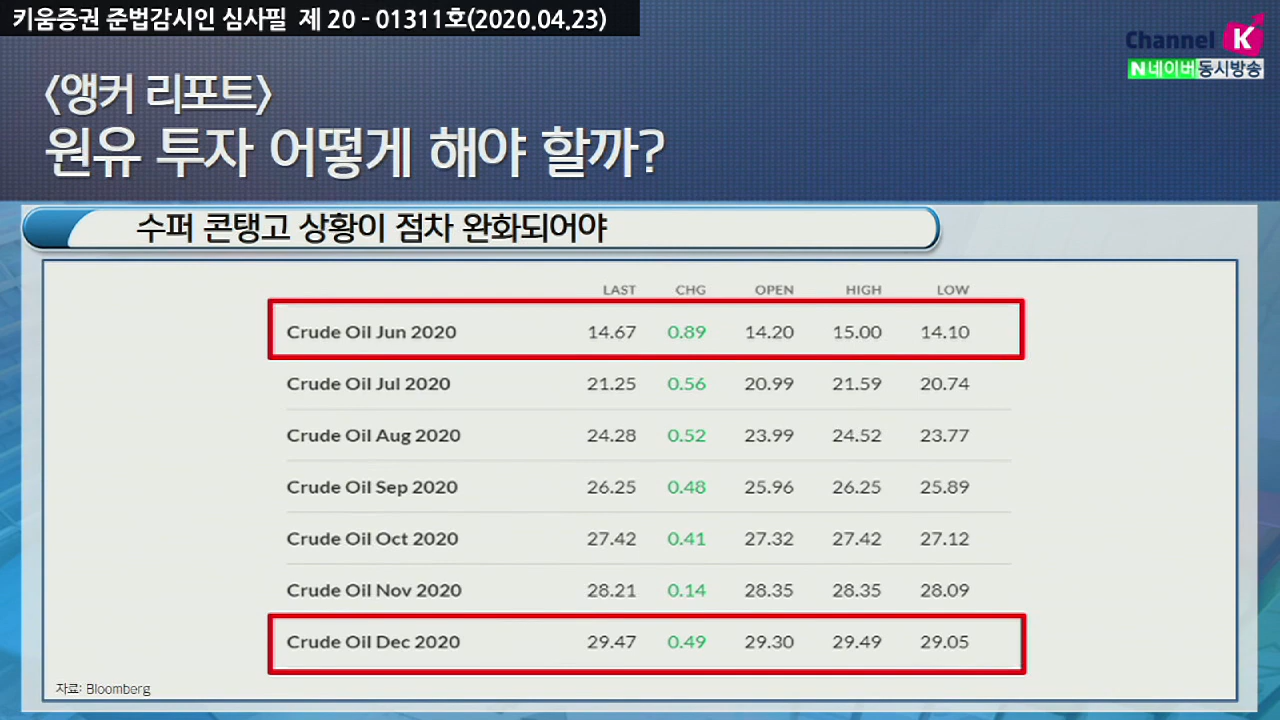 키움증권 준법감시인 심사필 제 20 - 01311호(2020.04.23)
Channel K
N 네이버 동시방송
<앵커 리포트>
원유 투자 어떻게 해야 할까?
수퍼 콘탱고 상황이 점차 완화되어야
LAST CHG OPEN HIGH LOW
Crude Oil Jun 2020 14.67 0.89 14.20 15.00 14.10
Crude Oil Jul 2020 21.25 0.56 20.99 21.59 20.74
Crude Oil Aug 2020 24.28 0.52 23.99 24.52 23.77
Crude Oil Sep 2020 26.25 0.48 25.96 26.25 25.89
Crude Oil Oct 2020 27.42 0.41 27.32 27.42 27.12
Crude Oil Nov 2020 28.21 0.14 28.35 28.35 28.09
Crude Oil Dec 2020 29.47 0.49 29.30 29.49 29.05
자료: Bloomberg